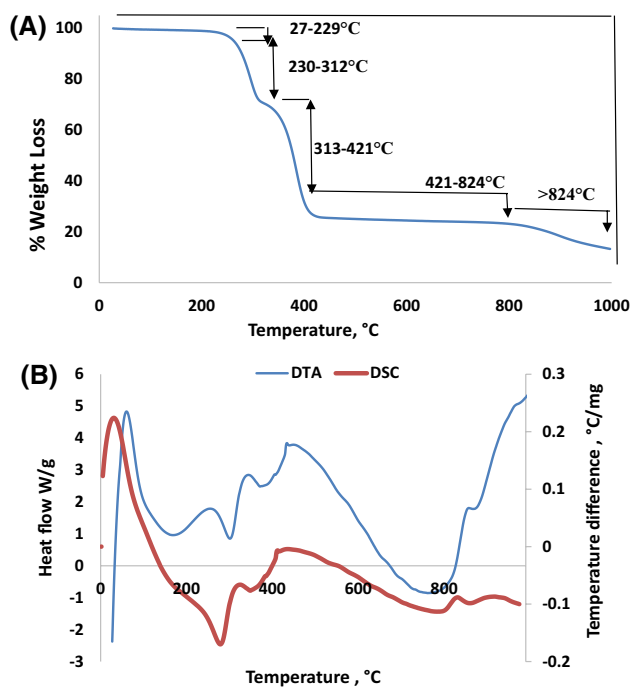 (A)
100
80
60
40
20
0
% Weight Loss
27-229°C
230-312°C
313-421°C
421-824°C
>824°C
0 200 400 600 800 1000
Temperature, °C
(B)
DTA DSC
6
5
4
3
2
1
0
-1
-2
-3
Heat flow W/g
0 200 400 600 800
0.3
0.2
0.1
0
-0.1
-0.2
Temperature difference , °C/mg
Temperature , °C